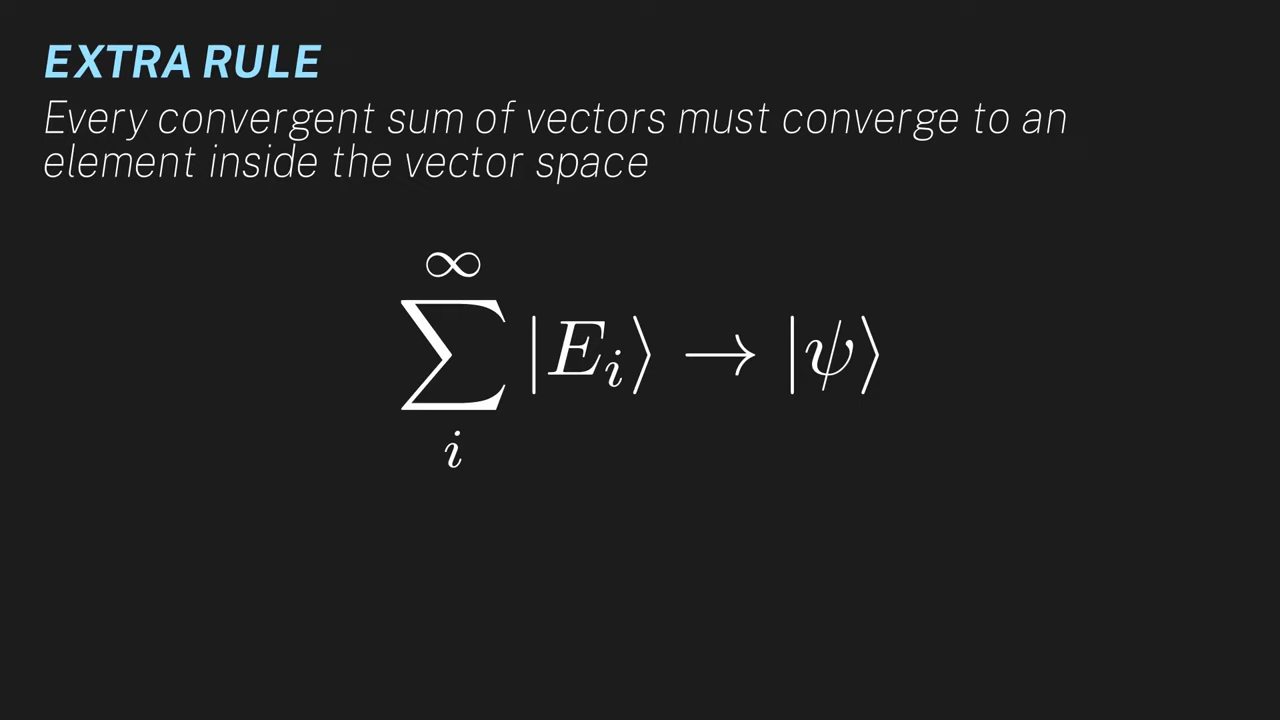 EXTRA RULE
Every convergent sum of vectors must converge to an
element inside the vector space
∞
∑ |E_i⟩ → |ψ⟩
i